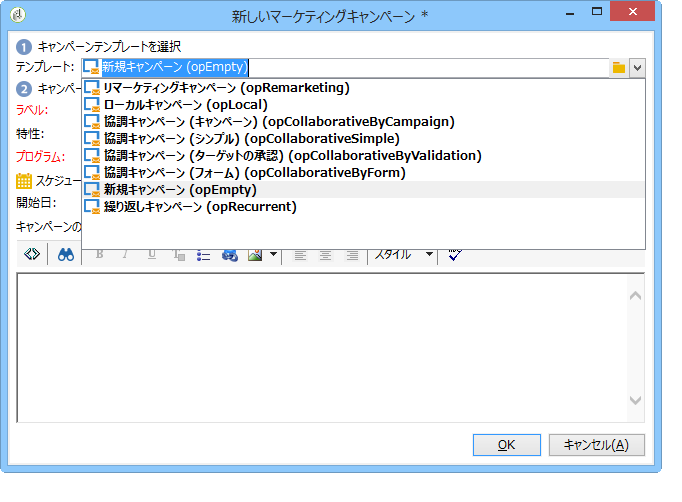 新しいマーケティングキャンペーン *
1 キャンペーンテンプレートを選択
テンプレート: 新規キャンペーン (opEmpty)
リマーケティングキャンペーン (opRemarketing)
ローカルキャンペーン (opLocal)
協調キャンペーン (キャンペーン) (opCollaborativeByCampaign)
協調キャンペーン (シンプル) (opCollaborativeSimple)
協調キャンペーン (ターゲットの承認) (opCollaborativeByValidation)
協調キャンペーン (フォーム) (opCollaborativeByForm)
新規キャンペーン (opEmpty)
繰り返しキャンペーン (opRecurrent)
2 キャンペー
ラベル:
特性:
プログラム:
スケジュー
開始日:
キャンペーンの
B I U スタイル
OK キャンセル(A)